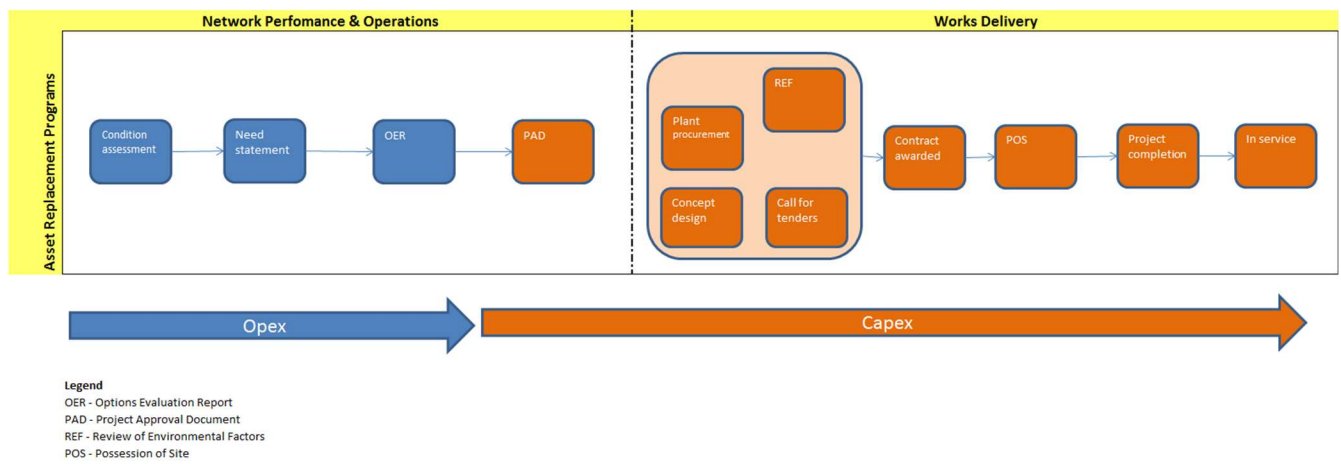 Network Perfomance & Operations
Works Delivery
Asset Replacement Programs
Condition
assessment
Need
statement
OER
PAD
Plant
procurement
REF
Concept
design
Call for
tenders
Contract
awarded
POS
Project
completion
In service
Opex
Capex
Legend
OER - Options Evaluation Report
PAD - Project Approval Document
REF - Review of Environmental Factors
POS - Possession of Site